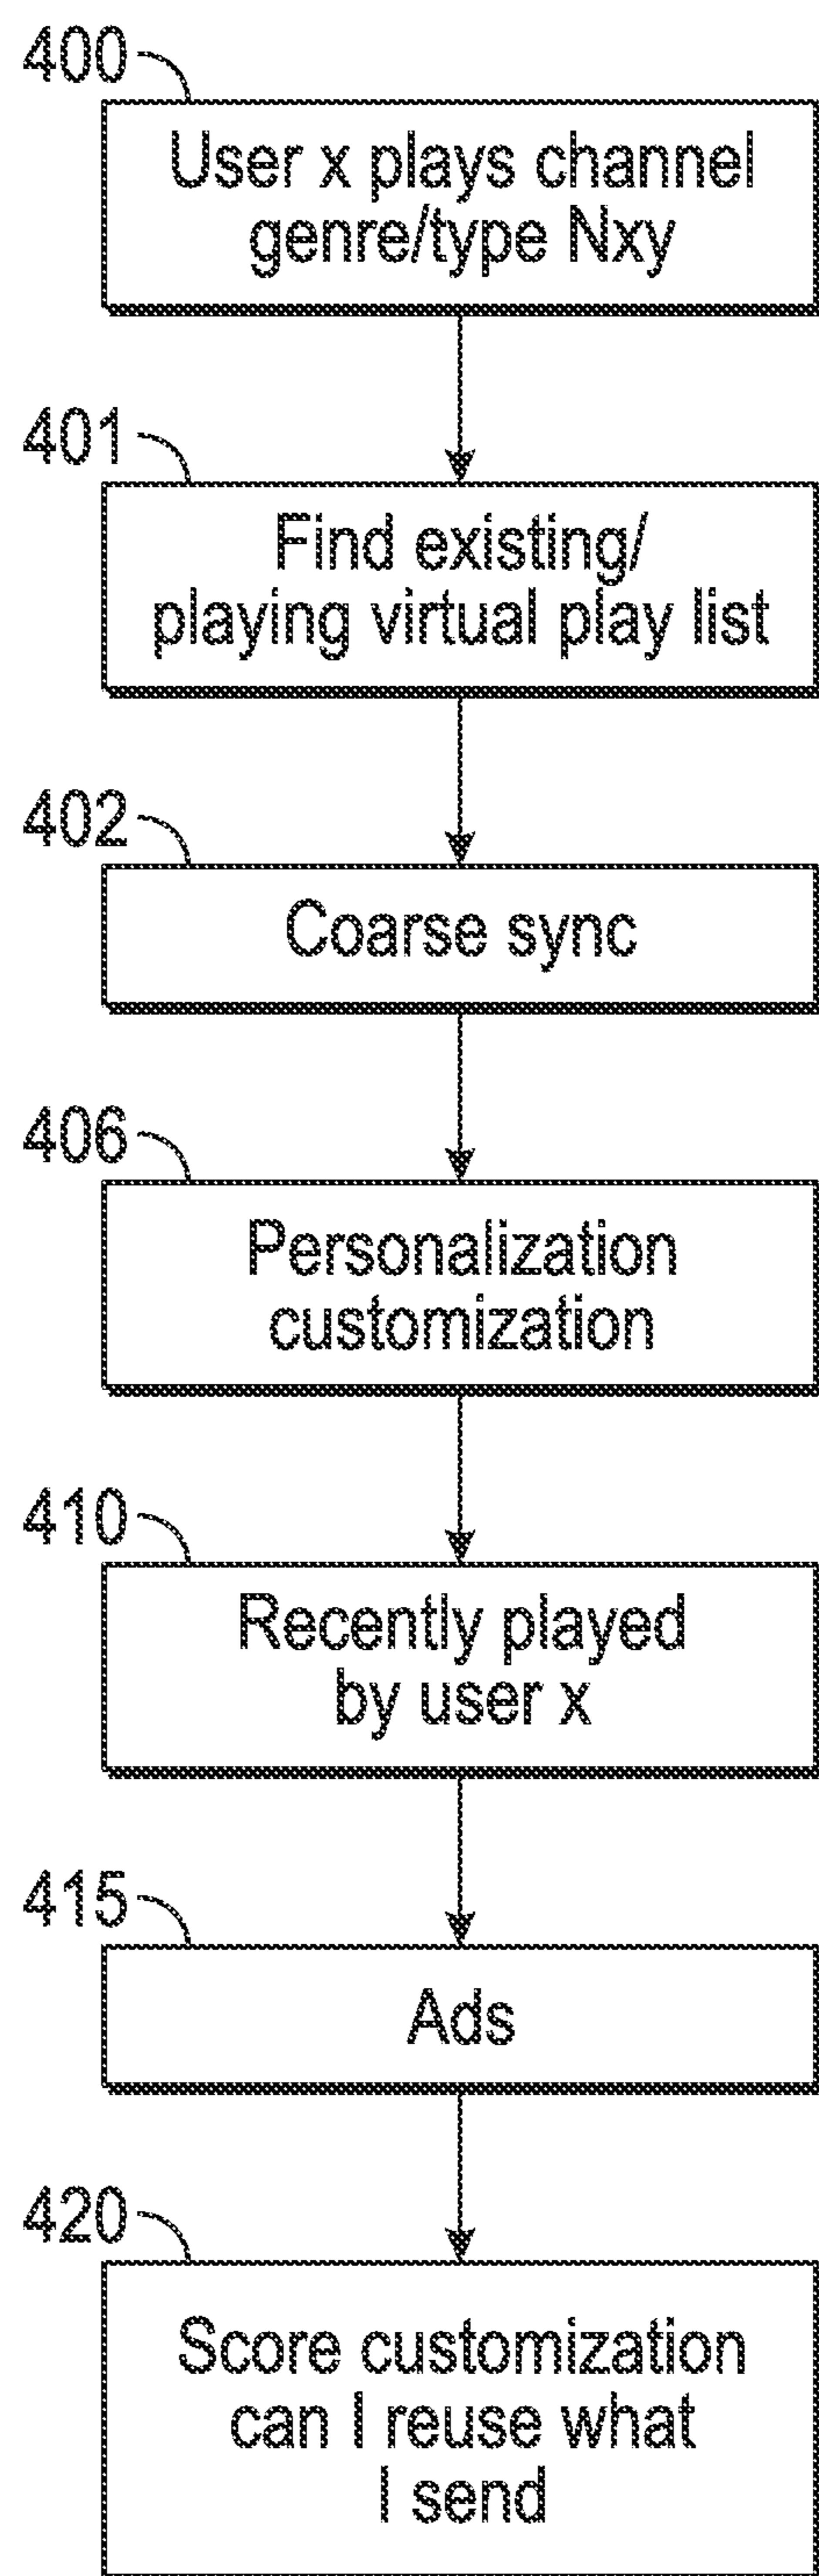 400
User x plays channel
genre/type Nxy
401
Find existing/
playing virtual play list
402
Coarse sync
406
Personalization
customization
410
Recently played
by user x
415
Ads
420
Score customization
can I reuse what
I send